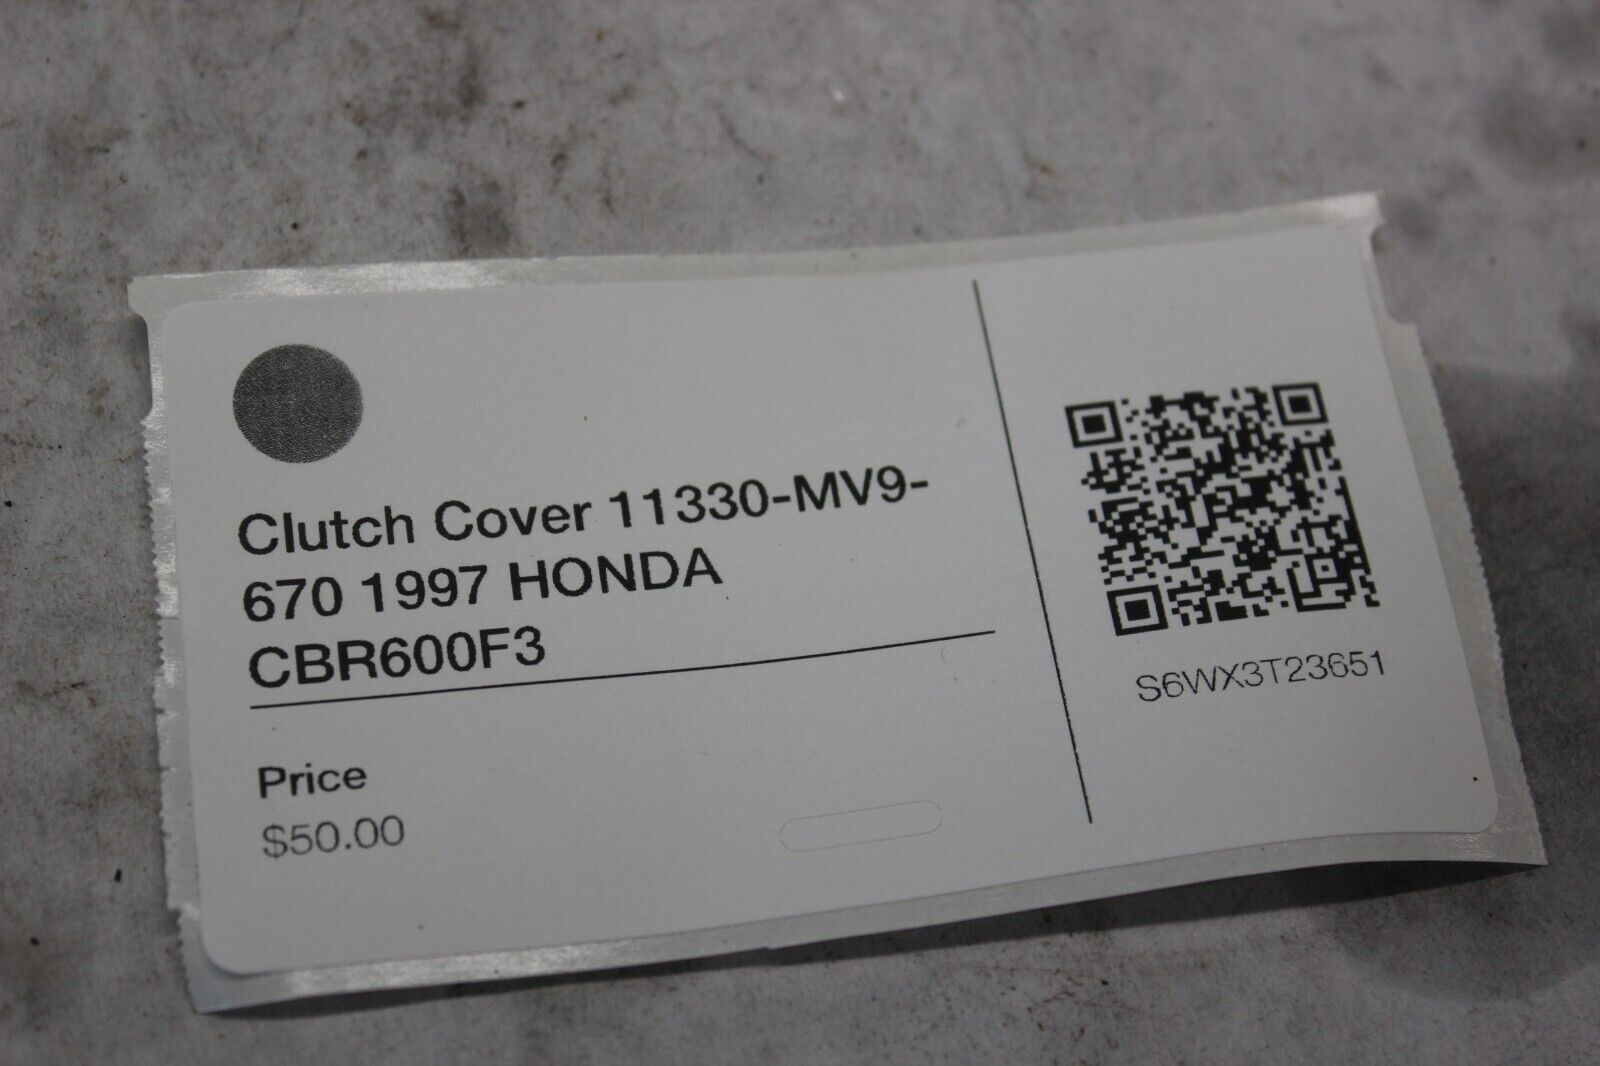 Clutch Cover 11330-MV9-
670 1997 HONDA
CBR600F3
Price
$50.00
S6WX3T23651